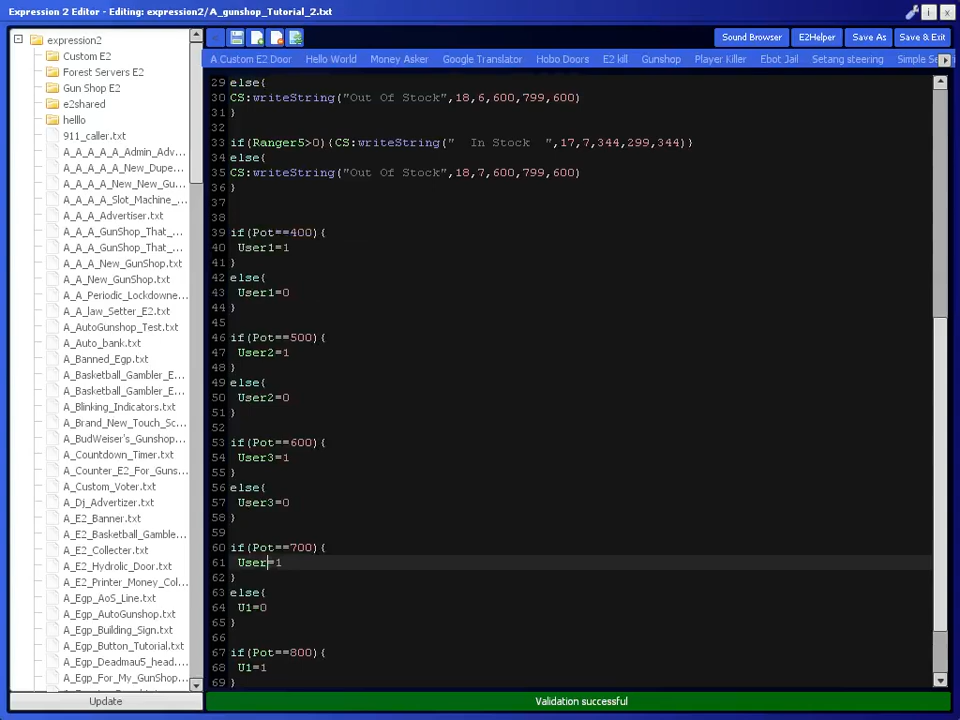 Expression 2 Editor - Editing: expression2/A_gunshop_Tutorial_2.txt
i
x
expression2
Custom E2
Forest Servers E2
Gun Shop E2
e2shared
helllo
911_caller.txt
A_A_A_A_A_Admin_Adv...
A_A_A_A_A_New_Dupe...
A_A_A_A_New_New_Gu...
A_A_A_A_Slot_Machine_...
A_A_A_Advertiser.txt
A_A_A_GunShop_That_...
A_A_A_GunShop_That_...
A_A_A_New_GunShop.txt
A_A_New_GunShop.txt
A_A_Periodic_Lockdowne...
A_A_law_Setter_E2.txt
A_AutoGunshop_Test.txt
A_Auto_bank.txt
A_Banned_Egp.txt
A_Basketball_Gambler_E...
A_Basketball_Gambler_E...
A_Blinking_Indicators.txt
A_Brand_New_Touch_Sc...
A_BudWeiser's_Gunshop...
A_Countdown_Timer.txt
A_Counter_E2_For_Guns...
A_Custom_Voter.txt
A_Dj_Advertizer.txt
A_E2_Banner.txt
A_E2_Basketball_Gamble...
A_E2_Collecter.txt
A_E2_Hydrolic_Door.txt
A_E2_Printer_Money_Col...
A_Egp_AoS_Line.txt
A_Egp_AutoGunshop.txt
A_Egp_Building_Sign.txt
A_Egp_Button_Tutorial.txt
A_Egp_Deadmau5_head....
A_Egp_For_My_GunShop...
Update
Sound Browser
E2Helper
Save As
Save & Exit
A Custom E2 Door
Hello World
Money Asker
Google Translator
Hobo Doors
E2 kill
Gunshop
Player Killer
Ebot Jail
Setang steering
Simple Se
29 else{
30 CS:writeString("Out Of Stock",18,6,600,799,600)
31 }
32
33 if(Ranger5>0){CS:writeString("  In Stock  ",17,7,344,299,344)}
34 else{
35 CS:writeString("Out Of Stock",18,7,600,799,600)
36 }
37
38
39 if(Pot==400){
40  User1=1
41 }
42 else{
43  User1=0
44 }
45
46 if(Pot==500){
47  User2=1
48 }
49 else{
50  User2=0
51 }
52
53 if(Pot==600){
54  User3=1
55 }
56 else{
57  User3=0
58 }
59
60 if(Pot==700){
61  User=1
62 }
63 else{
64  U1=0
65 }
66
67 if(Pot==800){
68  U1=1
69 }
Validation successful